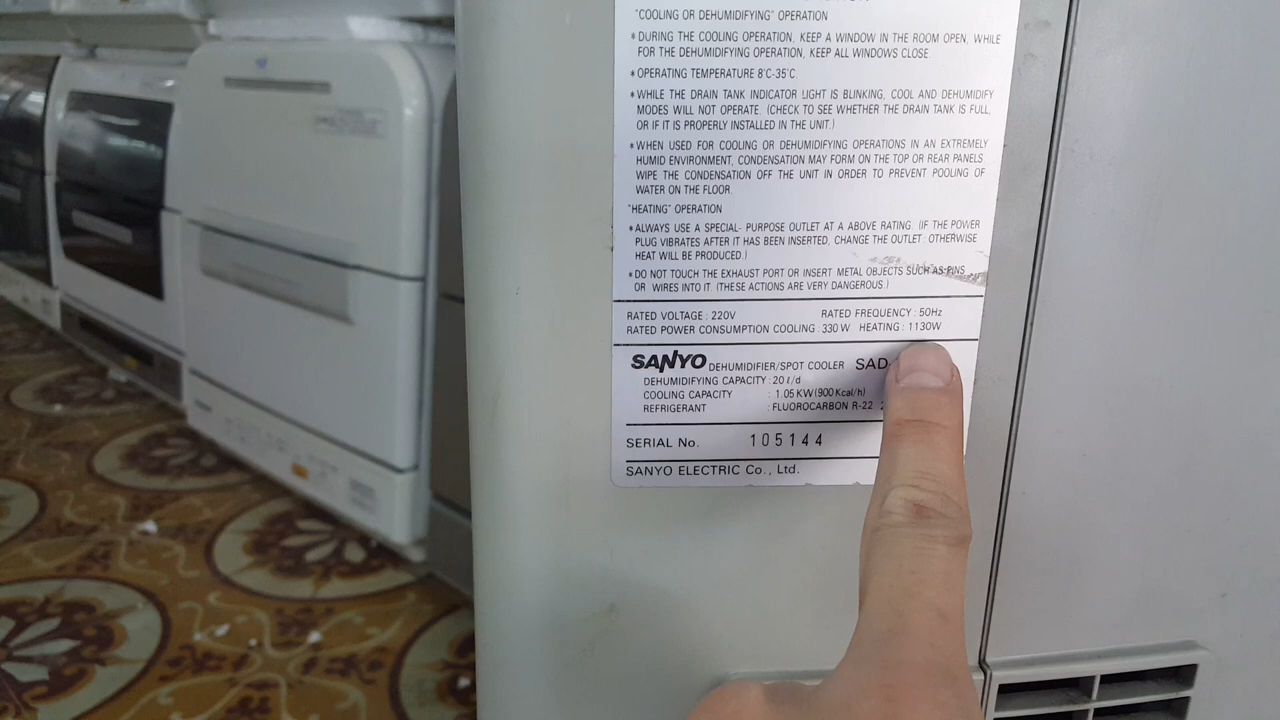 "COOLING OR DEHUMIDIFYING" OPERATION
*DURING THE COOLING OPERATION, KEEP A WINDOW IN THE ROOM OPEN, WHILE
FOR THE DEHUMIDIFYING OPERATION, KEEP ALL WINDOWS CLOSE.
*OPERATING TEMPERATURE 8°C-35°C
*WHILE THE DRAIN TANK INDICATOR LIGHT IS BLINKING, COOL AND DEHUMIDIFY
MODES WILL NOT OPERATE. (CHECK TO SEE WHETHER THE DRAIN TANK IS FULL,
OR IF IT IS PROPERLY INSTALLED IN THE UNIT.)
*WHEN USED FOR COOLING OR DEHUMIDIFYING OPERATIONS IN AN EXTREMELY
HUMID ENVIRONMENT, CONDENSATION MAY FORM ON THE TOP OR REAR PANELS.
WIPE THE CONDENSATION OFF THE UNIT IN ORDER TO PREVENT POOLING OF
WATER ON THE FLOOR.
"HEATING" OPERATION
*ALWAYS USE A SPECIAL- PURPOSE OUTLET AT A ABOVE RATING. (IF THE POWER
PLUG VIBRATES AFTER IT HAS BEEN INSERTED, CHANGE THE OUTLET: OTHERWISE
HEAT WILL BE PRODUCED.)
*DO NOT TOUCH THE EXHAUST PORT OR INSERT METAL OBJECTS SUCH AS PINS
OR WIRES INTO IT. (THESE ACTIONS ARE VERY DANGEROUS.)
RATED VOLTAGE : 220V RATED FREQUENCY : 50Hz
RATED POWER CONSUMPTION COOLING : 330W HEATING : 1130W
SANYO DEHUMIDIFIER/SPOT COOLER SAD
DEHUMIDIFYING CAPACITY : 20ℓ/d
COOLING CAPACITY : 1.05KW(900Kcal/h)
REFRIGERANT : FLUOROCARBON R-22
SERIAL No. 105144
SANYO ELECTRIC Co., Ltd.